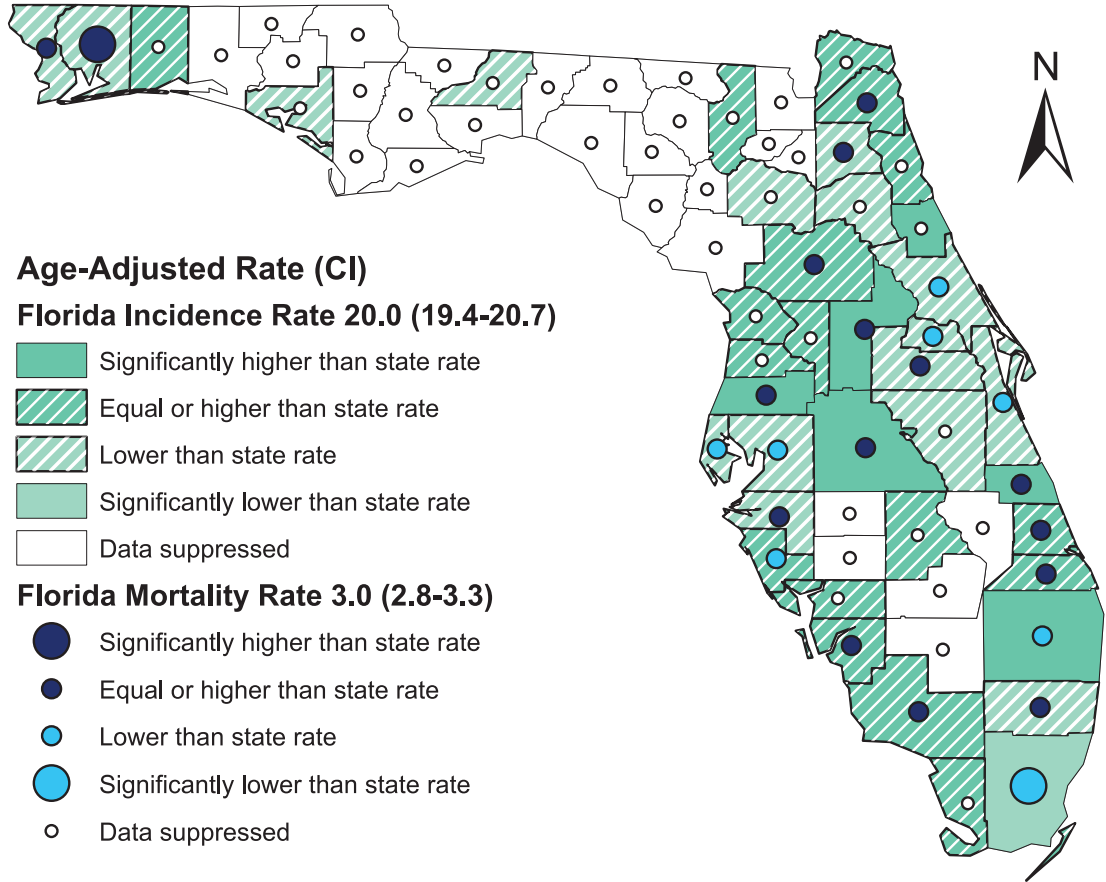 N
Age-Adjusted Rate (CI)
Florida Incidence Rate 20.0 (19.4-20.7)
Significantly higher than state rate
Equal or higher than state rate
Lower than state rate
Significantly lower than state rate
Data suppressed
Florida Mortality Rate 3.0 (2.8-3.3)
Significantly higher than state rate
Equal or higher than state rate
Lower than state rate
Significantly lower than state rate
Data suppressed